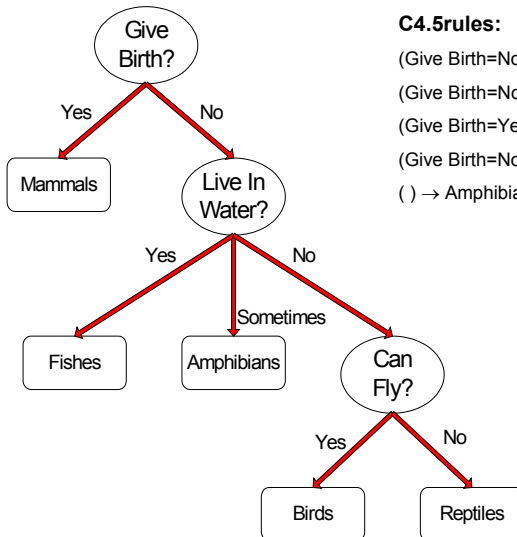 Give
Birth?
C4.5rules:
(Give Birth=No
(Give Birth=No
(Give Birth=Yes
(Give Birth=No
( ) → Amphibia
Yes
No
Mammals
Live In
Water?
Yes
No
Sometimes
Fishes
Amphibians
Can
Fly?
Yes
No
Birds
Reptiles